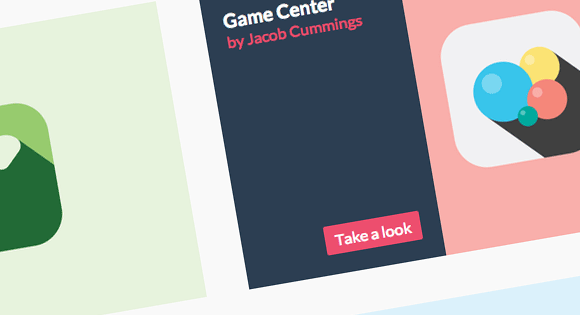 Game Center
by Jacob Cummings
Take a look